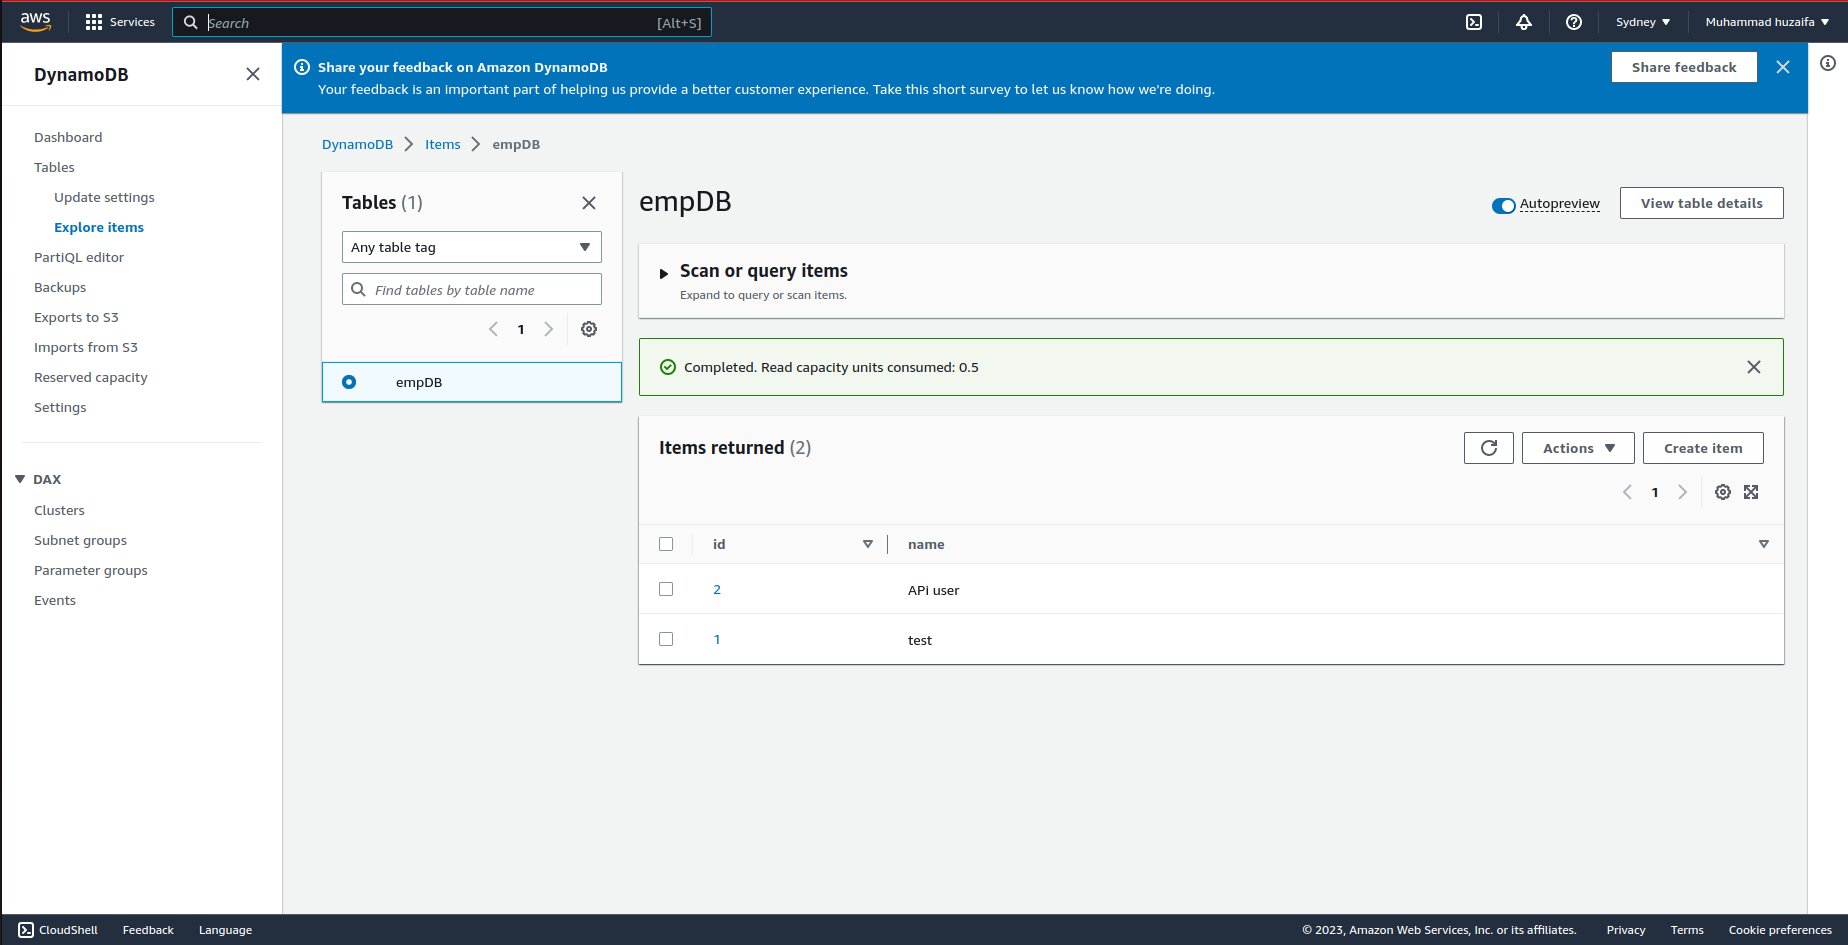 aws Services Search [Alt+S] Sydney Muhammad huzaifa
DynamoDB
Share your feedback on Amazon DynamoDB
Your feedback is an important part of helping us provide a better customer experience. Take this short survey to let us know how we're doing.
Share feedback
Dashboard
Tables
Update settings
Explore items
PartiQL editor
Backups
Exports to S3
Imports from S3
Reserved capacity
Settings
DAX
Clusters
Subnet groups
Parameter groups
Events
DynamoDB Items empDB
Tables (1)
Any table tag
Find tables by table name
1
empDB
empDB
Autopreview View table details
Scan or query items
Expand to query or scan items.
Completed. Read capacity units consumed: 0.5
Items returned (2)
Actions Create item
1
id name
2 APi user
1 test
CloudShell Feedback Language © 2023, Amazon Web Services, Inc. or its affiliates. Privacy Terms Cookie preferences